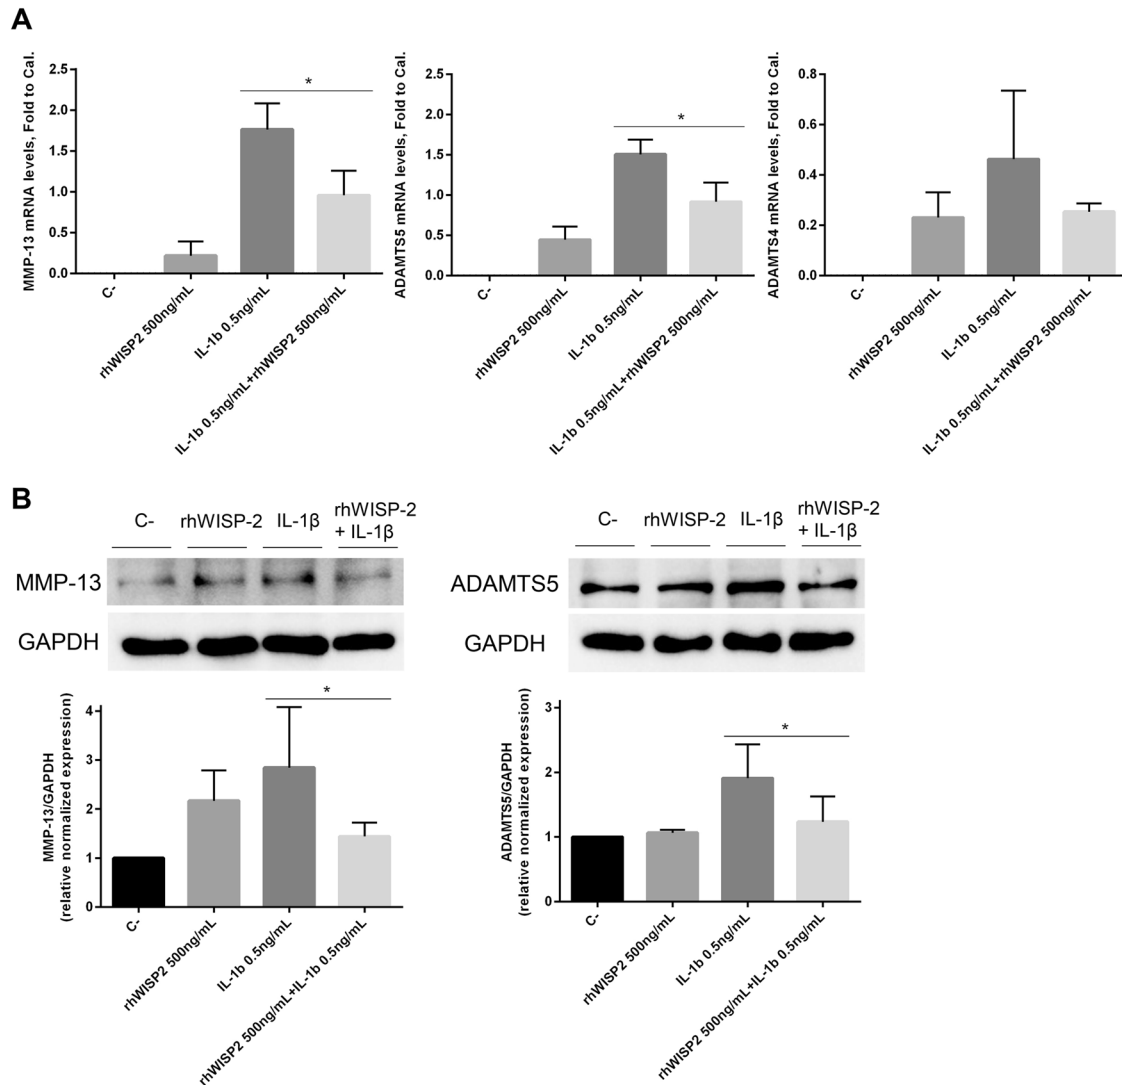 A
MMP-13 mRNA levels, Fold to Cal.
2.5
2.0
1.5
1.0
0.5
0.0
*
C-
rhWISP2 500ng/mL
IL-1b 0.5ng/mL
IL-1b 0.5ng/mL+rhWISP2 500ng/mL
ADAMTS5 mRNA levels, Fold to Cal.
2.5
2.0
1.5
1.0
0.5
0.0
*
C-
rhWISP2 500ng/mL
IL-1b 0.5ng/mL
IL-1b 0.5ng/mL+rhWISP2 500ng/mL
ADAMTS4 mRNA levels, Fold to Cal.
0.8
0.6
0.4
0.2
0.0
C-
rhWISP2 500ng/mL
IL-1b 0.5ng/mL
IL-1b 0.5ng/mL+rhWISP2 500ng/mL
B
C-
rhWISP-2
IL-1β
rhWISP-2
+ IL-1β
MMP-13
GAPDH
MMP-13/GAPDH
(relative normalized expression)
4
3
2
1
0
*
C-
rhWISP2 500ng/mL
IL-1b 0.5ng/mL
rhWISP2 500ng/mL+IL-1b 0.5ng/mL
C-
rhWISP-2
IL-1β
rhWISP-2
+ IL-1β
ADAMTS5
GAPDH
ADAMTS5/GAPDH
(relative normalized expression)
3
2
1
0
*
C-
rhWISP2 500ng/mL
IL-1b 0.5ng/mL
rhWISP2 500ng/mL+IL-1b 0.5ng/mL